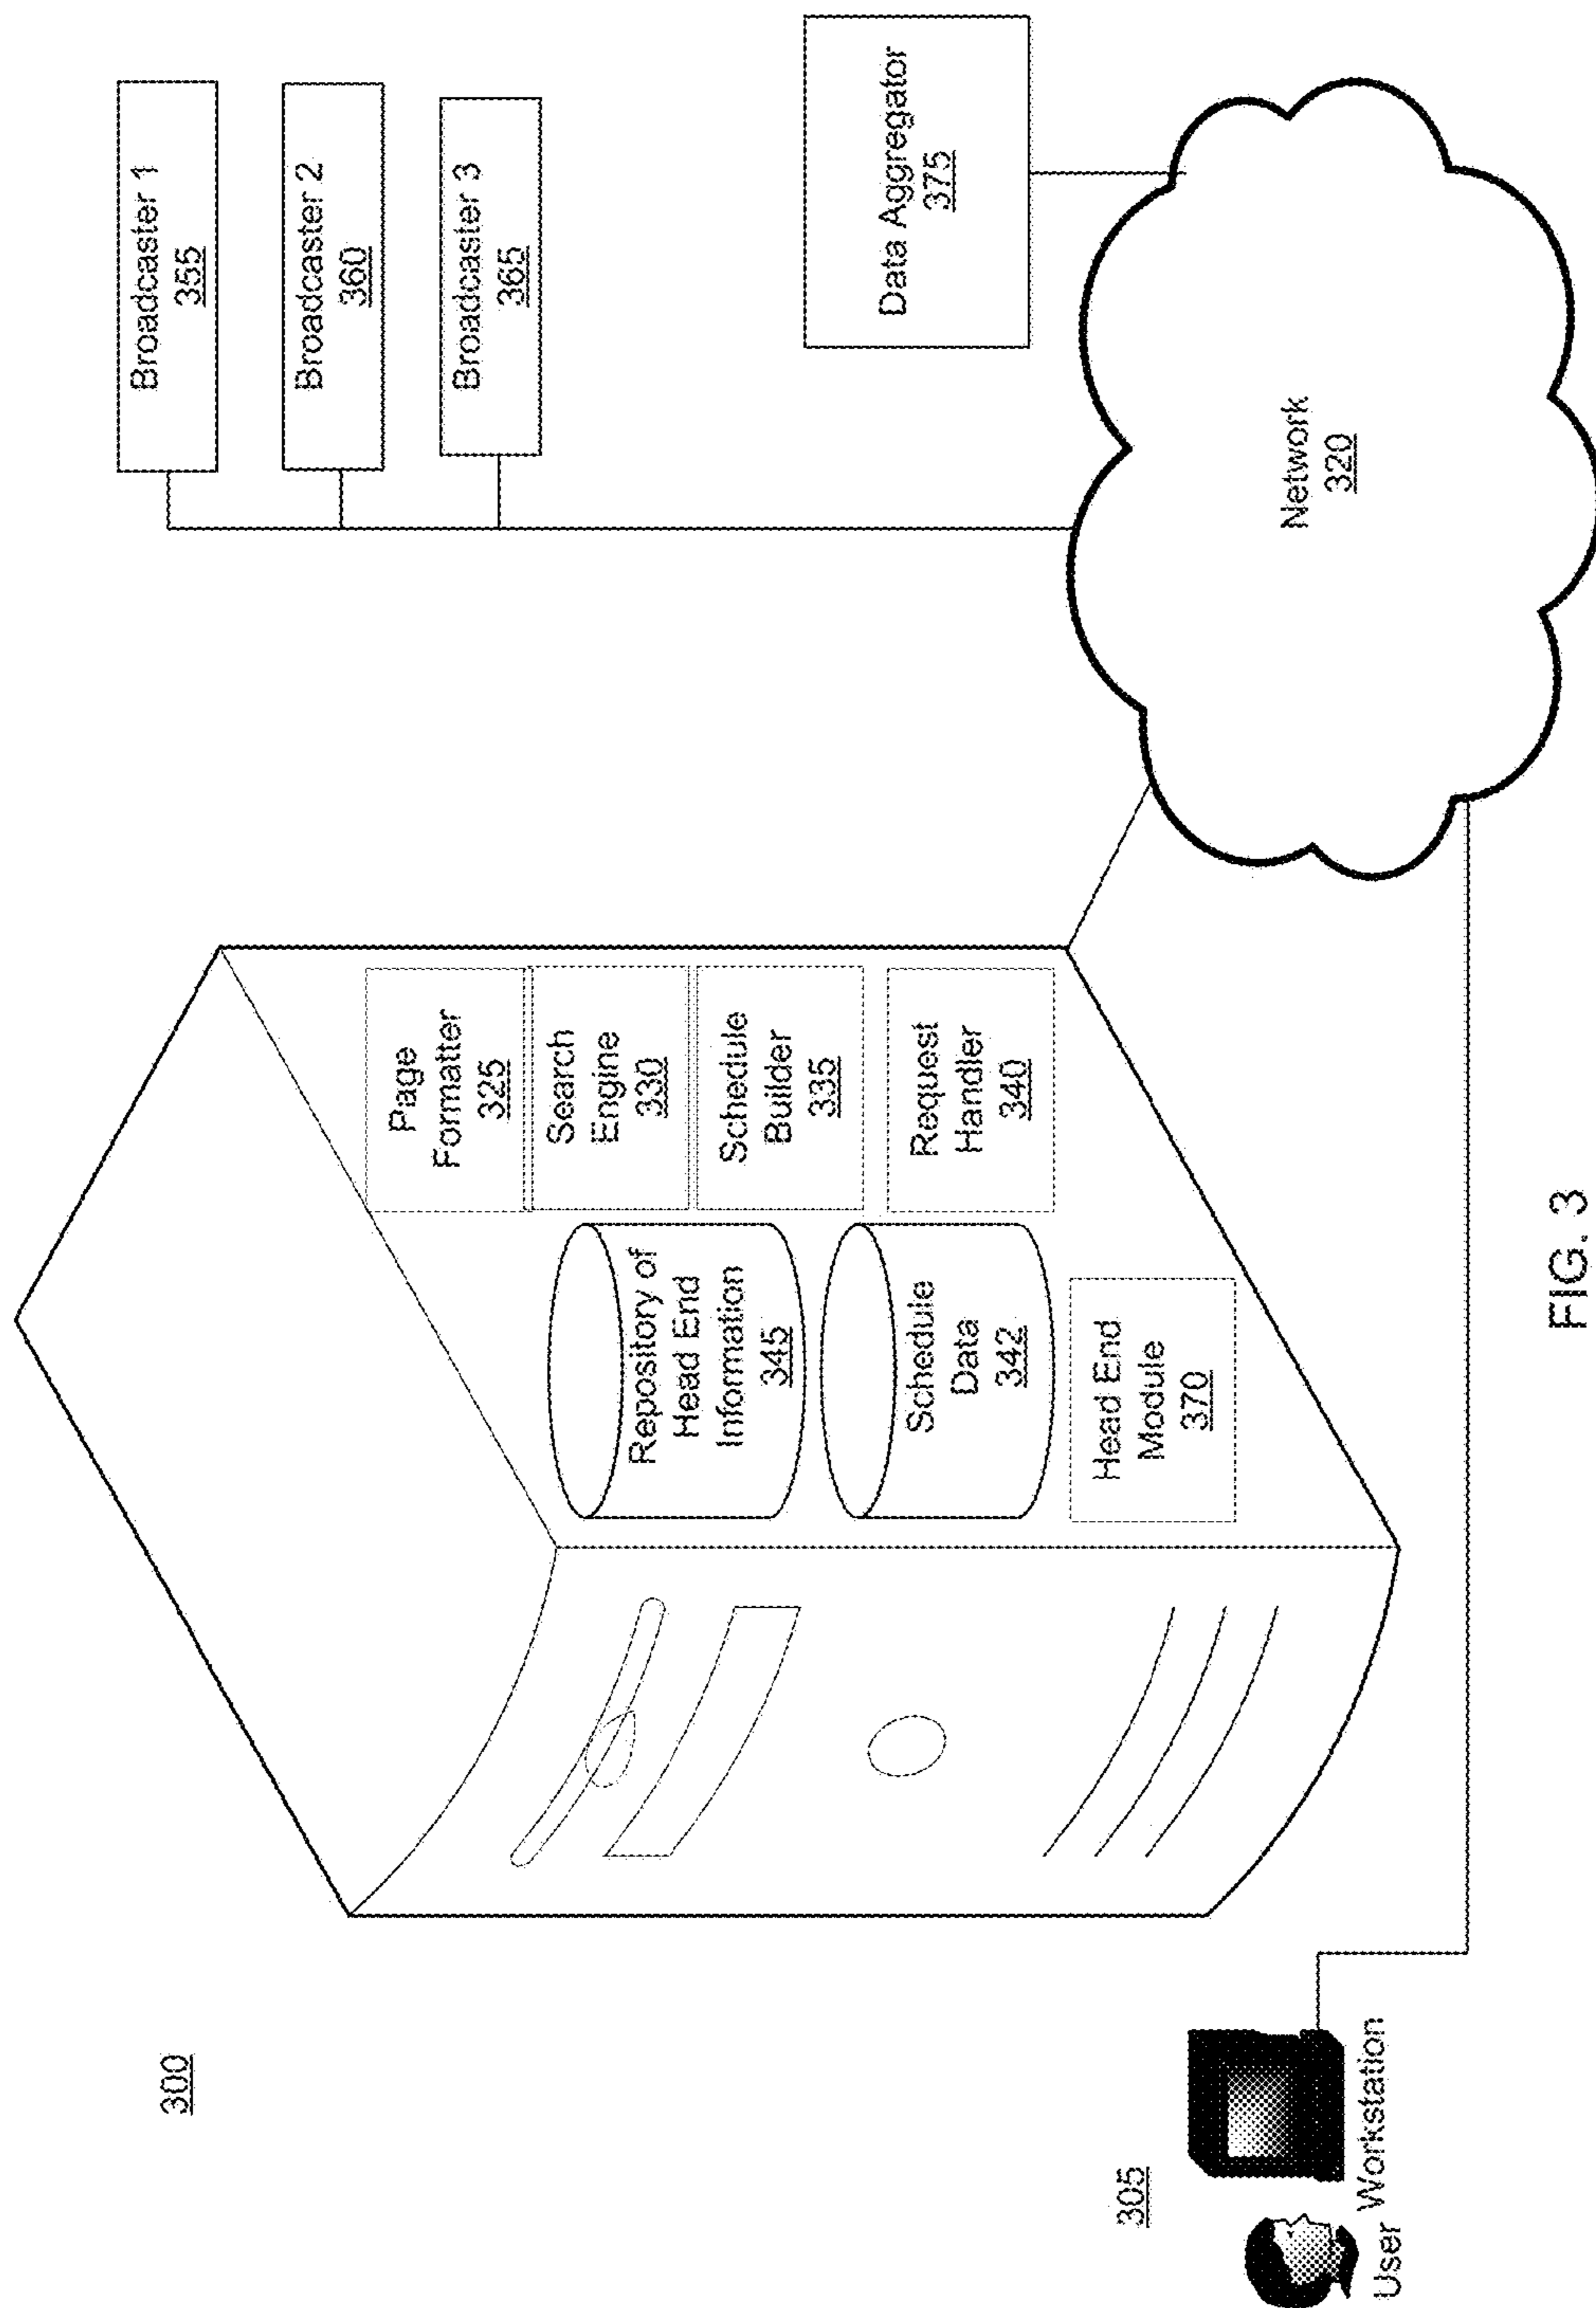 300
Broadcaster 1
355
Broadcaster 2
360
Broadcaster 3
365
Page
Formatter
325
Search
Engine
330
Schedule
Builder
335
Request
Handler
340
Repository of
Head End
Information
345
Schedule
Data
342
Head End
Module
370
Data Aggregator
375
Network
320
305
User
Workstation
FIG. 3